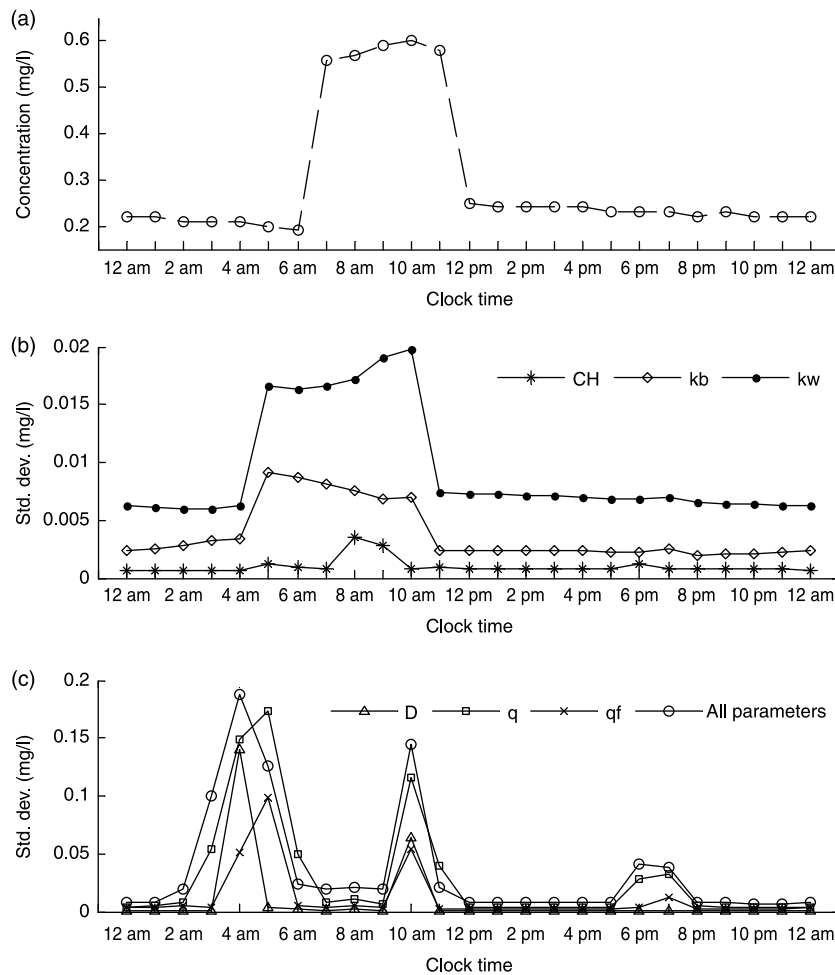 (a)
Concentration (mg/l)
0.6
0.5
0.4
0.3
0.2
12 am 2 am 4 am 6 am 8 am 10 am 12 pm 2 pm 4 pm 6 pm 8 pm 10 pm 12 am
Clock time
(b)
Std. dev. (mg/l)
0.02
0.015
0.01
0.005
0
CH kb kw
12 am 2 am 4 am 6 am 8 am 10 am 12 pm 2 pm 4 pm 6 pm 8 pm 10 pm 12 am
Clock time
(c)
Std. dev. (mg/l)
0.2
0.15
0.1
0.05
0
D q qf All parameters
12 am 2 am 4 am 6 am 8 am 10 am 12 pm 2 pm 4 pm 6 pm 8 pm 10 pm 12 am
Clock time